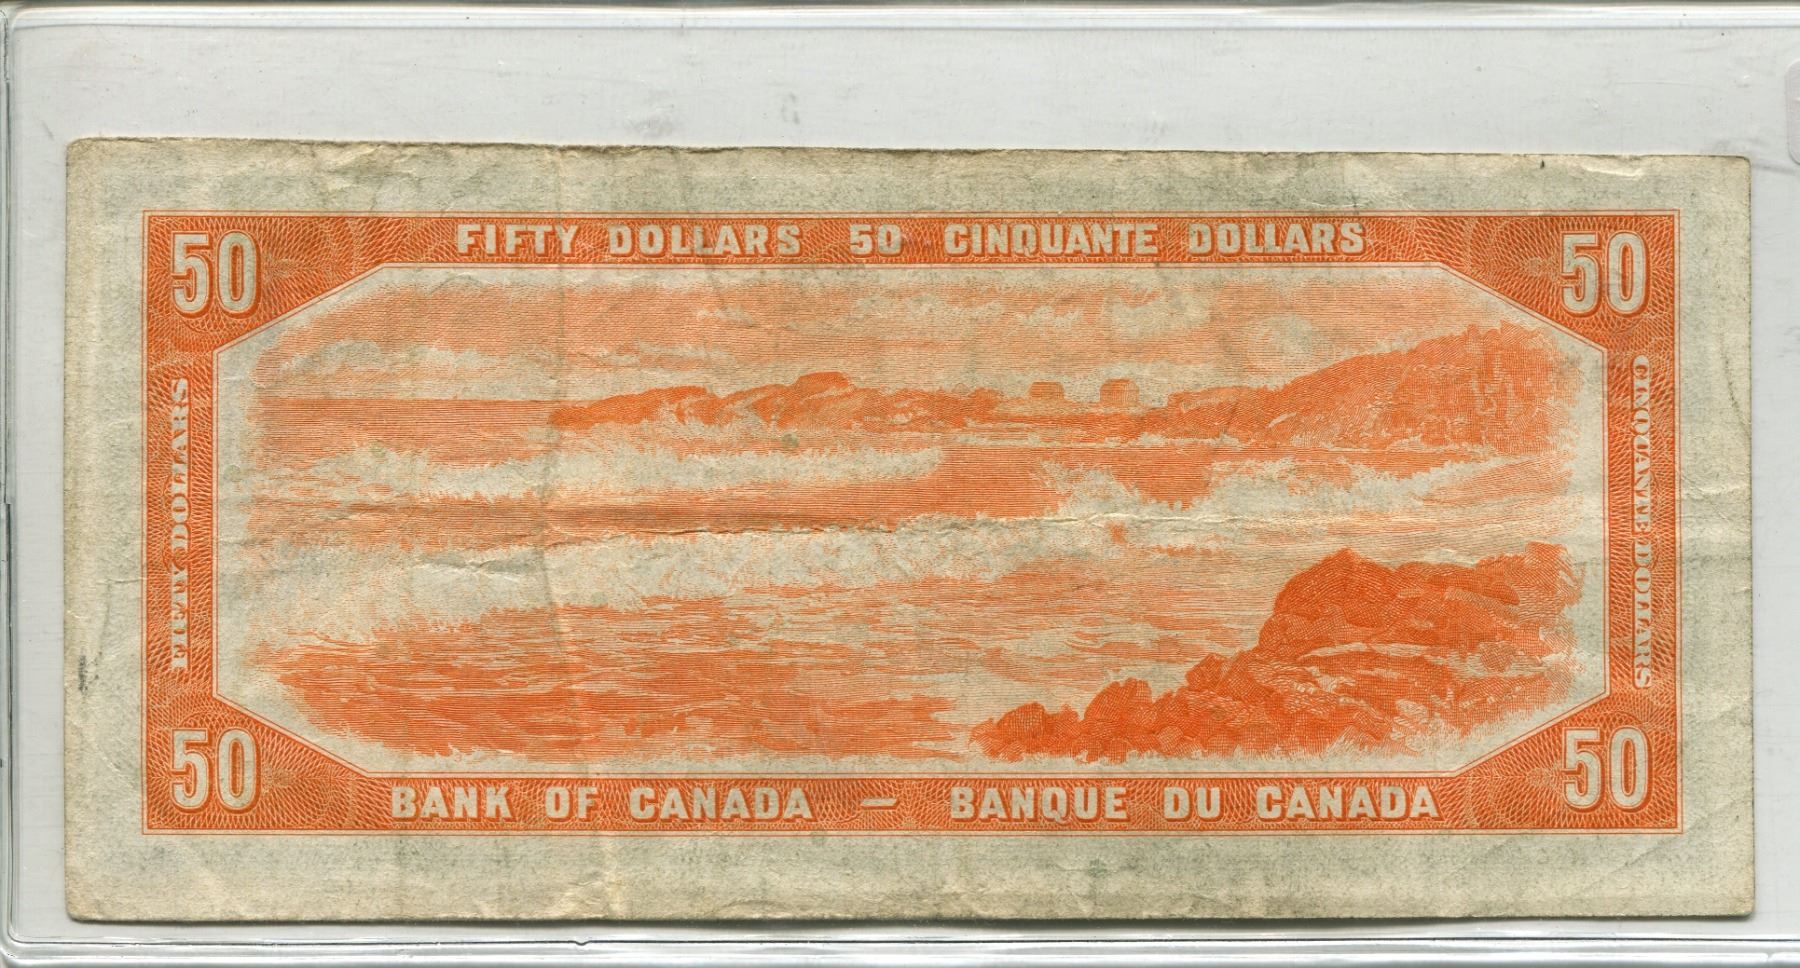 50 FIFTY DOLLARS 50 CINQUANTE DOLLARS 50
FIFTY DOLLARS
CINQUANTE DOLLARS
50 BANK OF CANADA — BANQUE DU CANADA 50